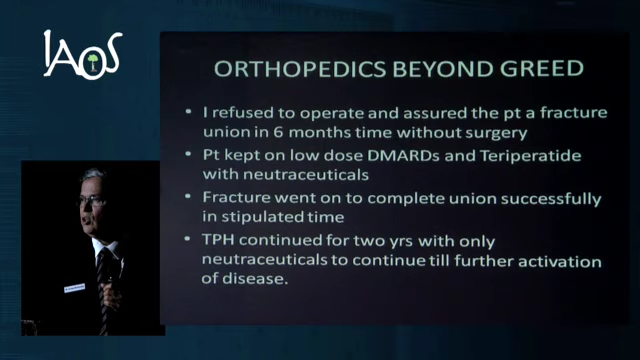 IAOS
ORTHOPEDICS BEYOND GREED
• I refused to operate and assured the pt a fracture
union in 6 months time without surgery
• Pt kept on low dose DMARDs and Teriperatide
with neutraceuticals
• Fracture went on to complete union successfully
in stipulated time
• TPH continued for two yrs with only
neutraceuticals to continue till further activation
of disease.